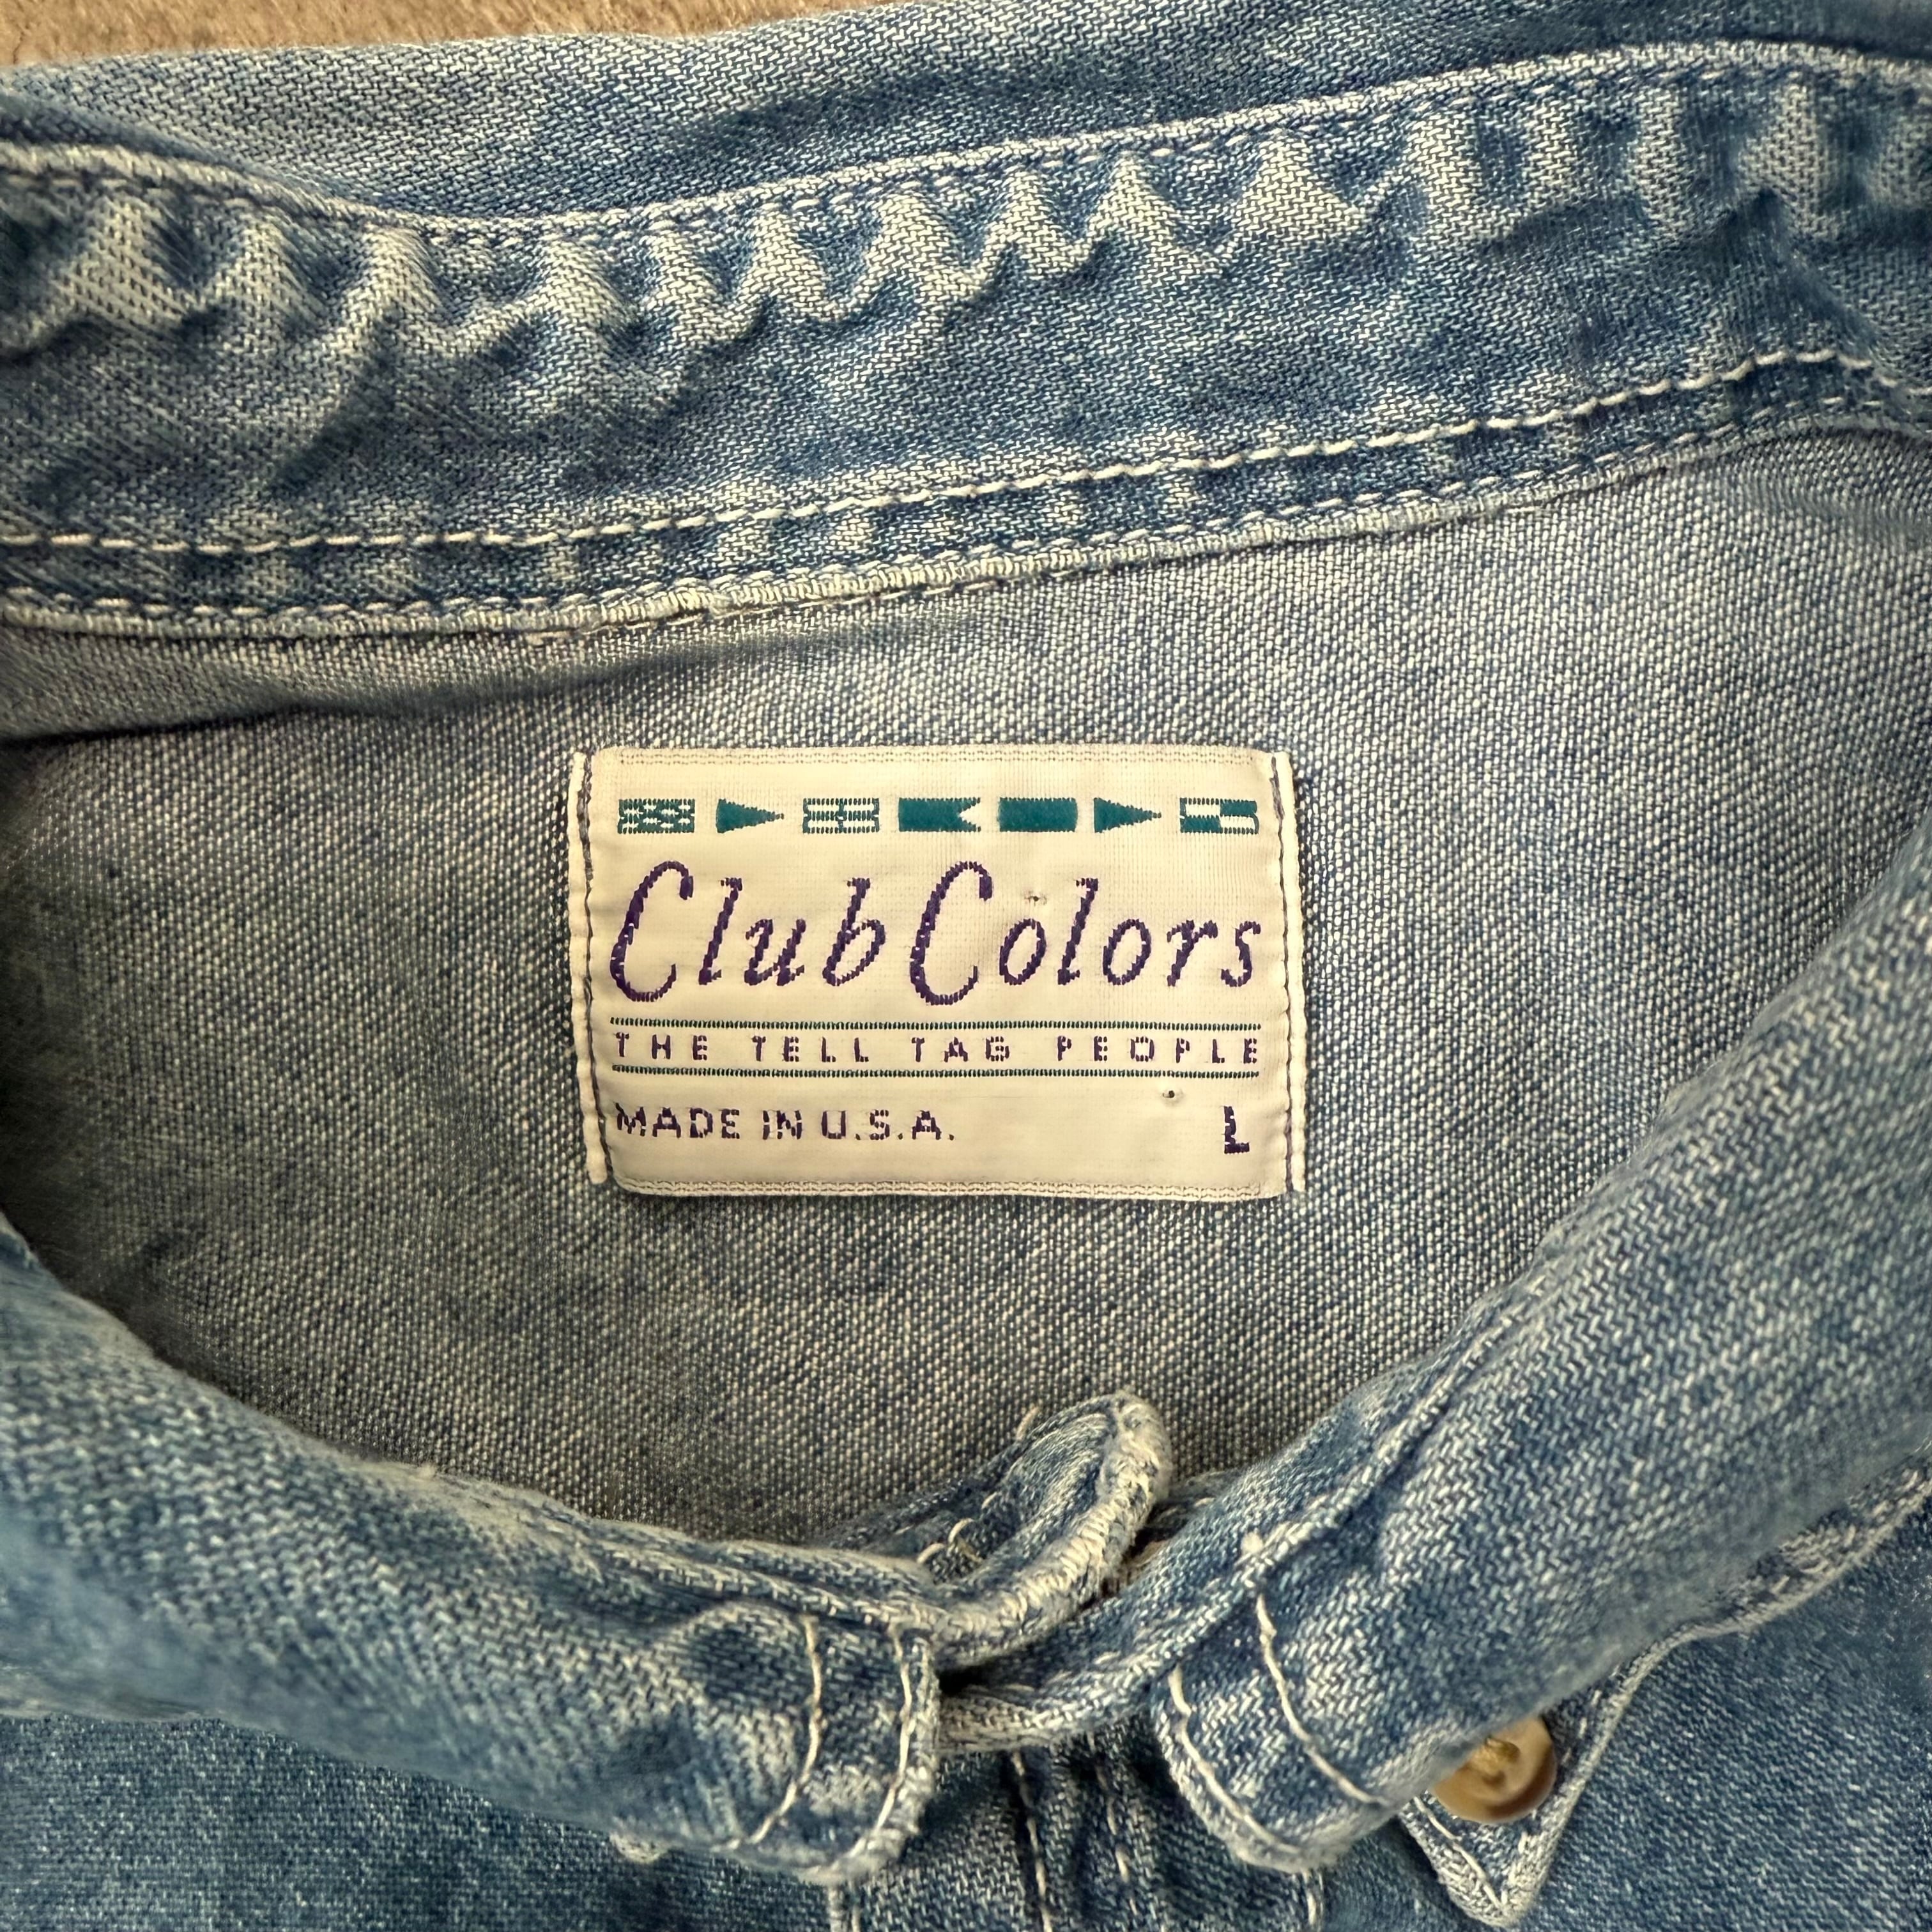 Club Colors
THE TELL TAG PEOPLE
MADE IN U.S.A. L